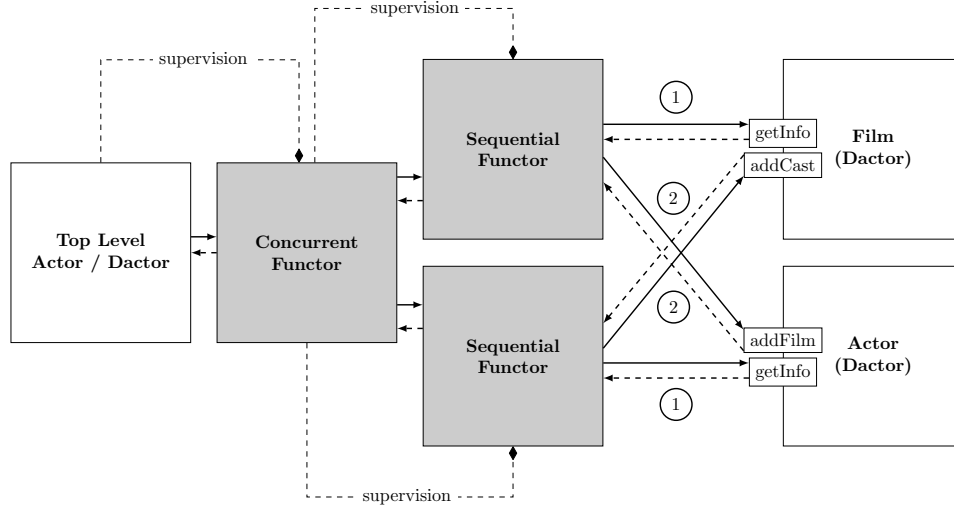 supervision
supervision
1
Sequential
Functor
getInfo
addCast
Film
(Dactor)
2
Top Level
Actor / Dactor
Concurrent
Functor
2
Sequential
Functor
addFilm
getInfo
Actor
(Dactor)
1
supervision